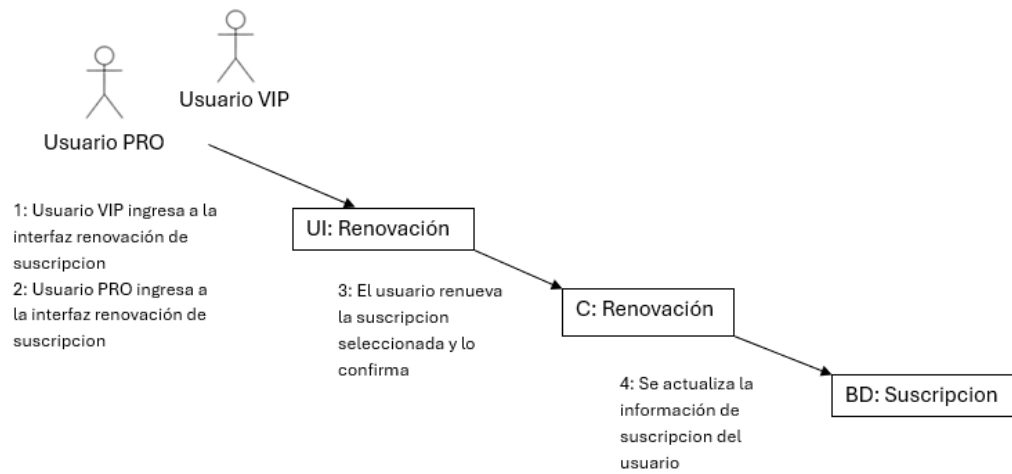 Usuario VIP
Usuario PRO
1: Usuario VIP ingresa a la
interfaz renovación de
suscripcion
2: Usuario PRO ingresa a
la interfaz renovación de
suscripcion
UI: Renovación
3: El usuario renueva
la suscripcion
seleccionada y lo
confirma
C: Renovación
4: Se actualiza la
información de
suscripcion del
usuario
BD: Suscripcion